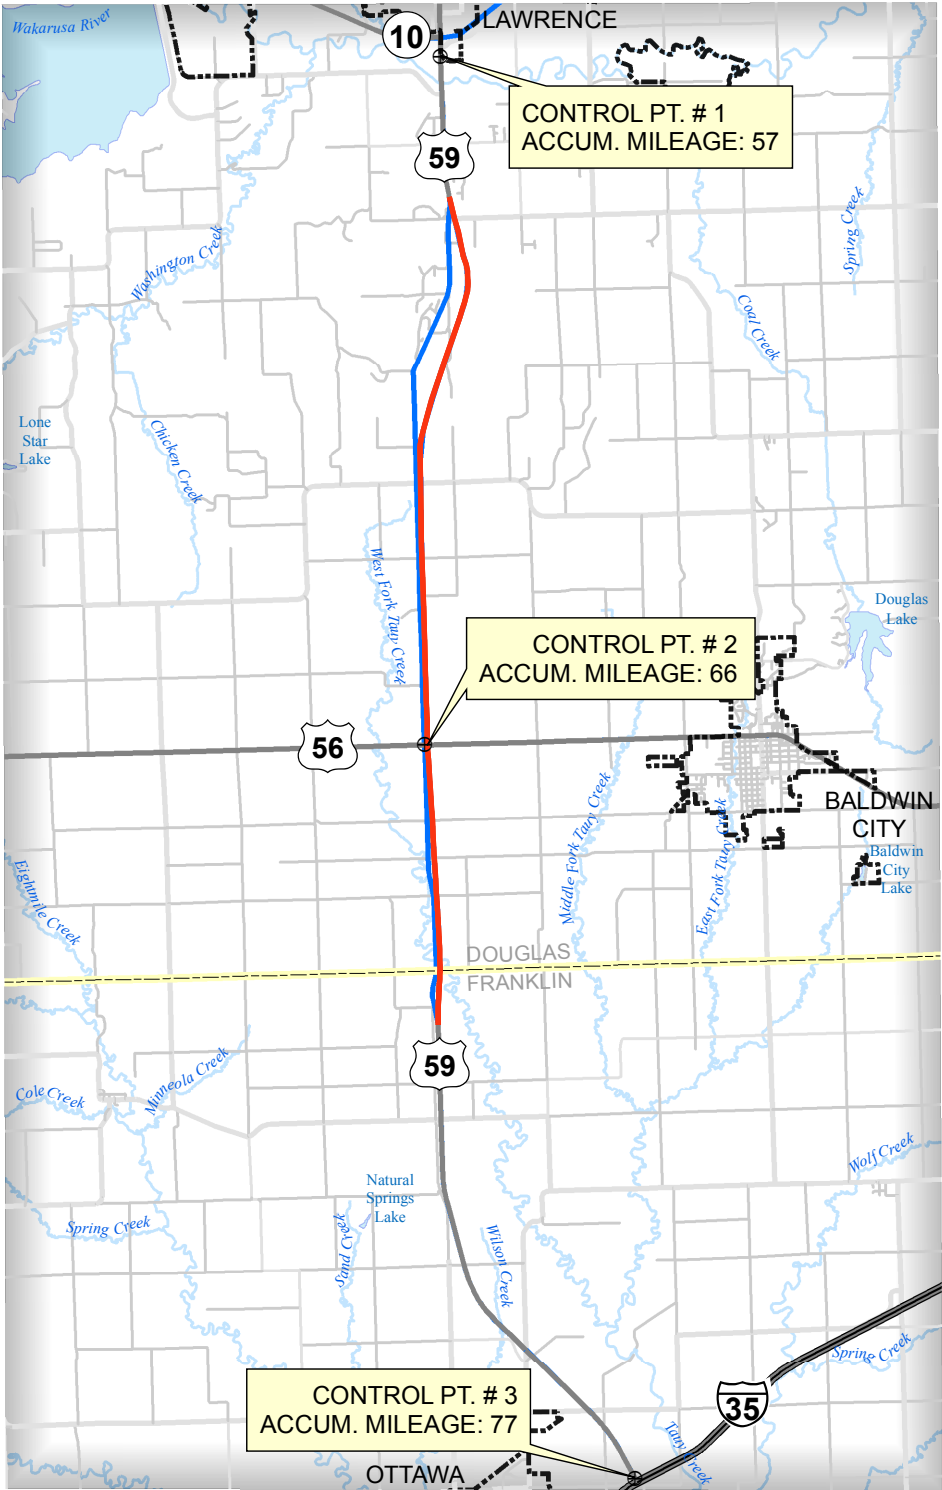 Wakarusa River
LAWRENCE
10
CONTROL PT. # 1
ACCUM. MILEAGE: 57
59
Spring Creek
Washington Creek
Coal Creek
Lone
Star
Lake
Chicken Creek
West Fork Tauy Creek
Douglas
Lake
CONTROL PT. # 2
ACCUM. MILEAGE: 66
56
BALDWIN
CITY
Baldwin
City
Lake
Middle Fork Tauy Creek
East Fork Tauy Creek
Eightmile Creek
DOUGLAS
FRANKLIN
59
Minneola Creek
Cole Creek
Wolf Creek
Natural
Springs
Lake
Spring Creek
Sand Creek
Wilson Creek
Spring Creek
CONTROL PT. # 3
ACCUM. MILEAGE: 77
35
Tauy Creek
OTTAWA